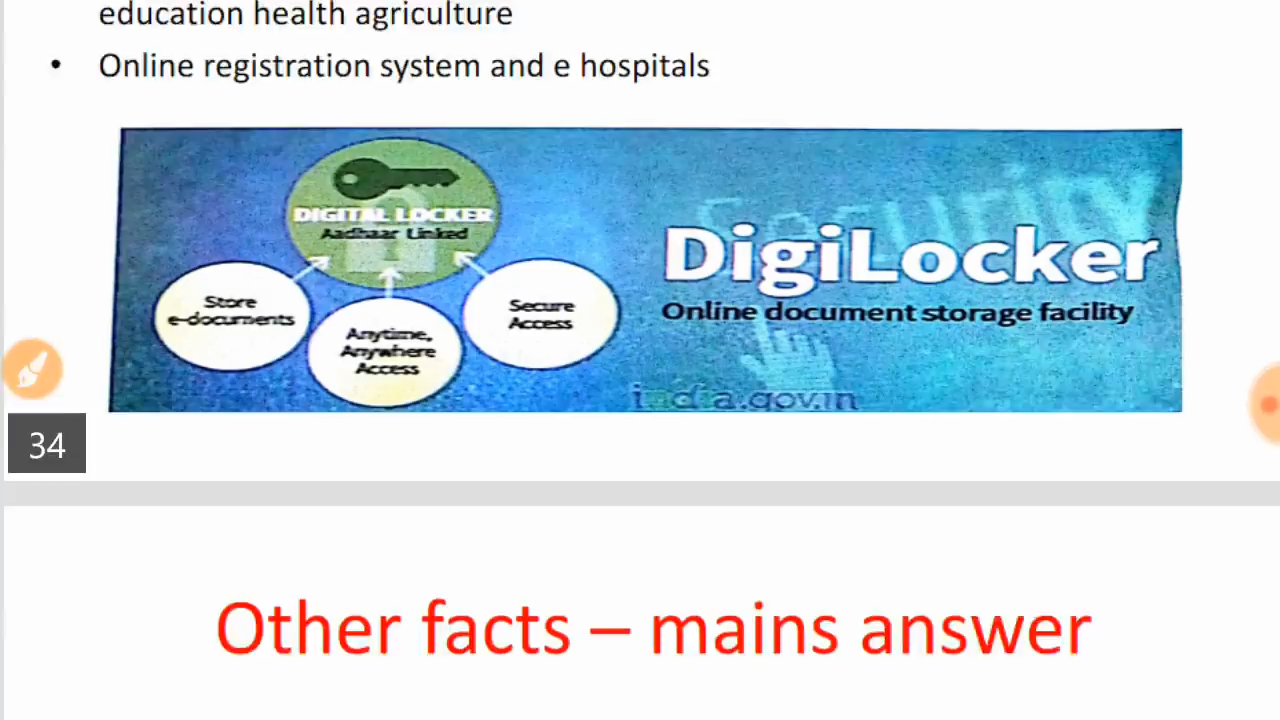 education health agriculture
• Online registration system and e hospitals
Security
DIGITAL LOCKER
Aadhaar Linked
DigiLocker
Online document storage facility
Store
e-documents
Anytime,
Anywhere
Access
Secure
Access
india.gov.in
34
Other facts – mains answer